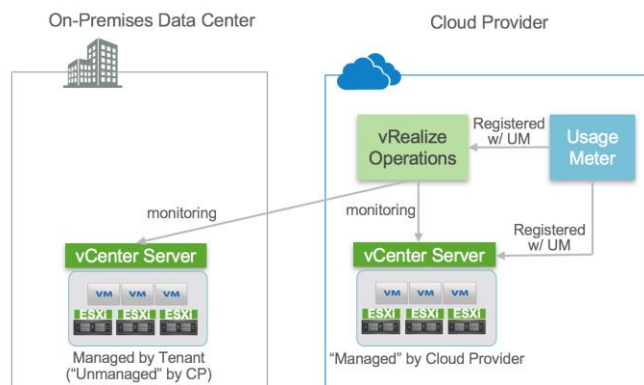 On-Premises Data Center
Cloud Provider
vRealize
Operations
Registered
w/ UM
Usage
Meter
monitoring
monitoring
Registered
w/ UM
vCenter Server
VM VM VM
ESXi ESXi ESXi
Managed by Tenant
("Unmanaged" by CP)
vCenter Server
VM VM VM
ESXi ESXi ESXi
"Managed" by Cloud Provider